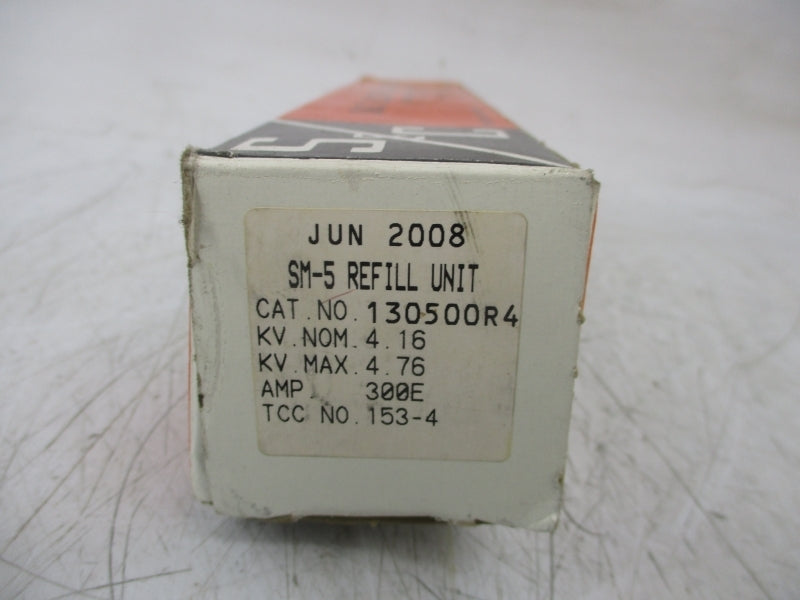 S&C
JUN 2008
SM-5 REFILL UNIT
CAT.NO.130500R4
KV.NOM.4.16
KV.MAX.4.76
AMP. 300E
TCC NO.153-4